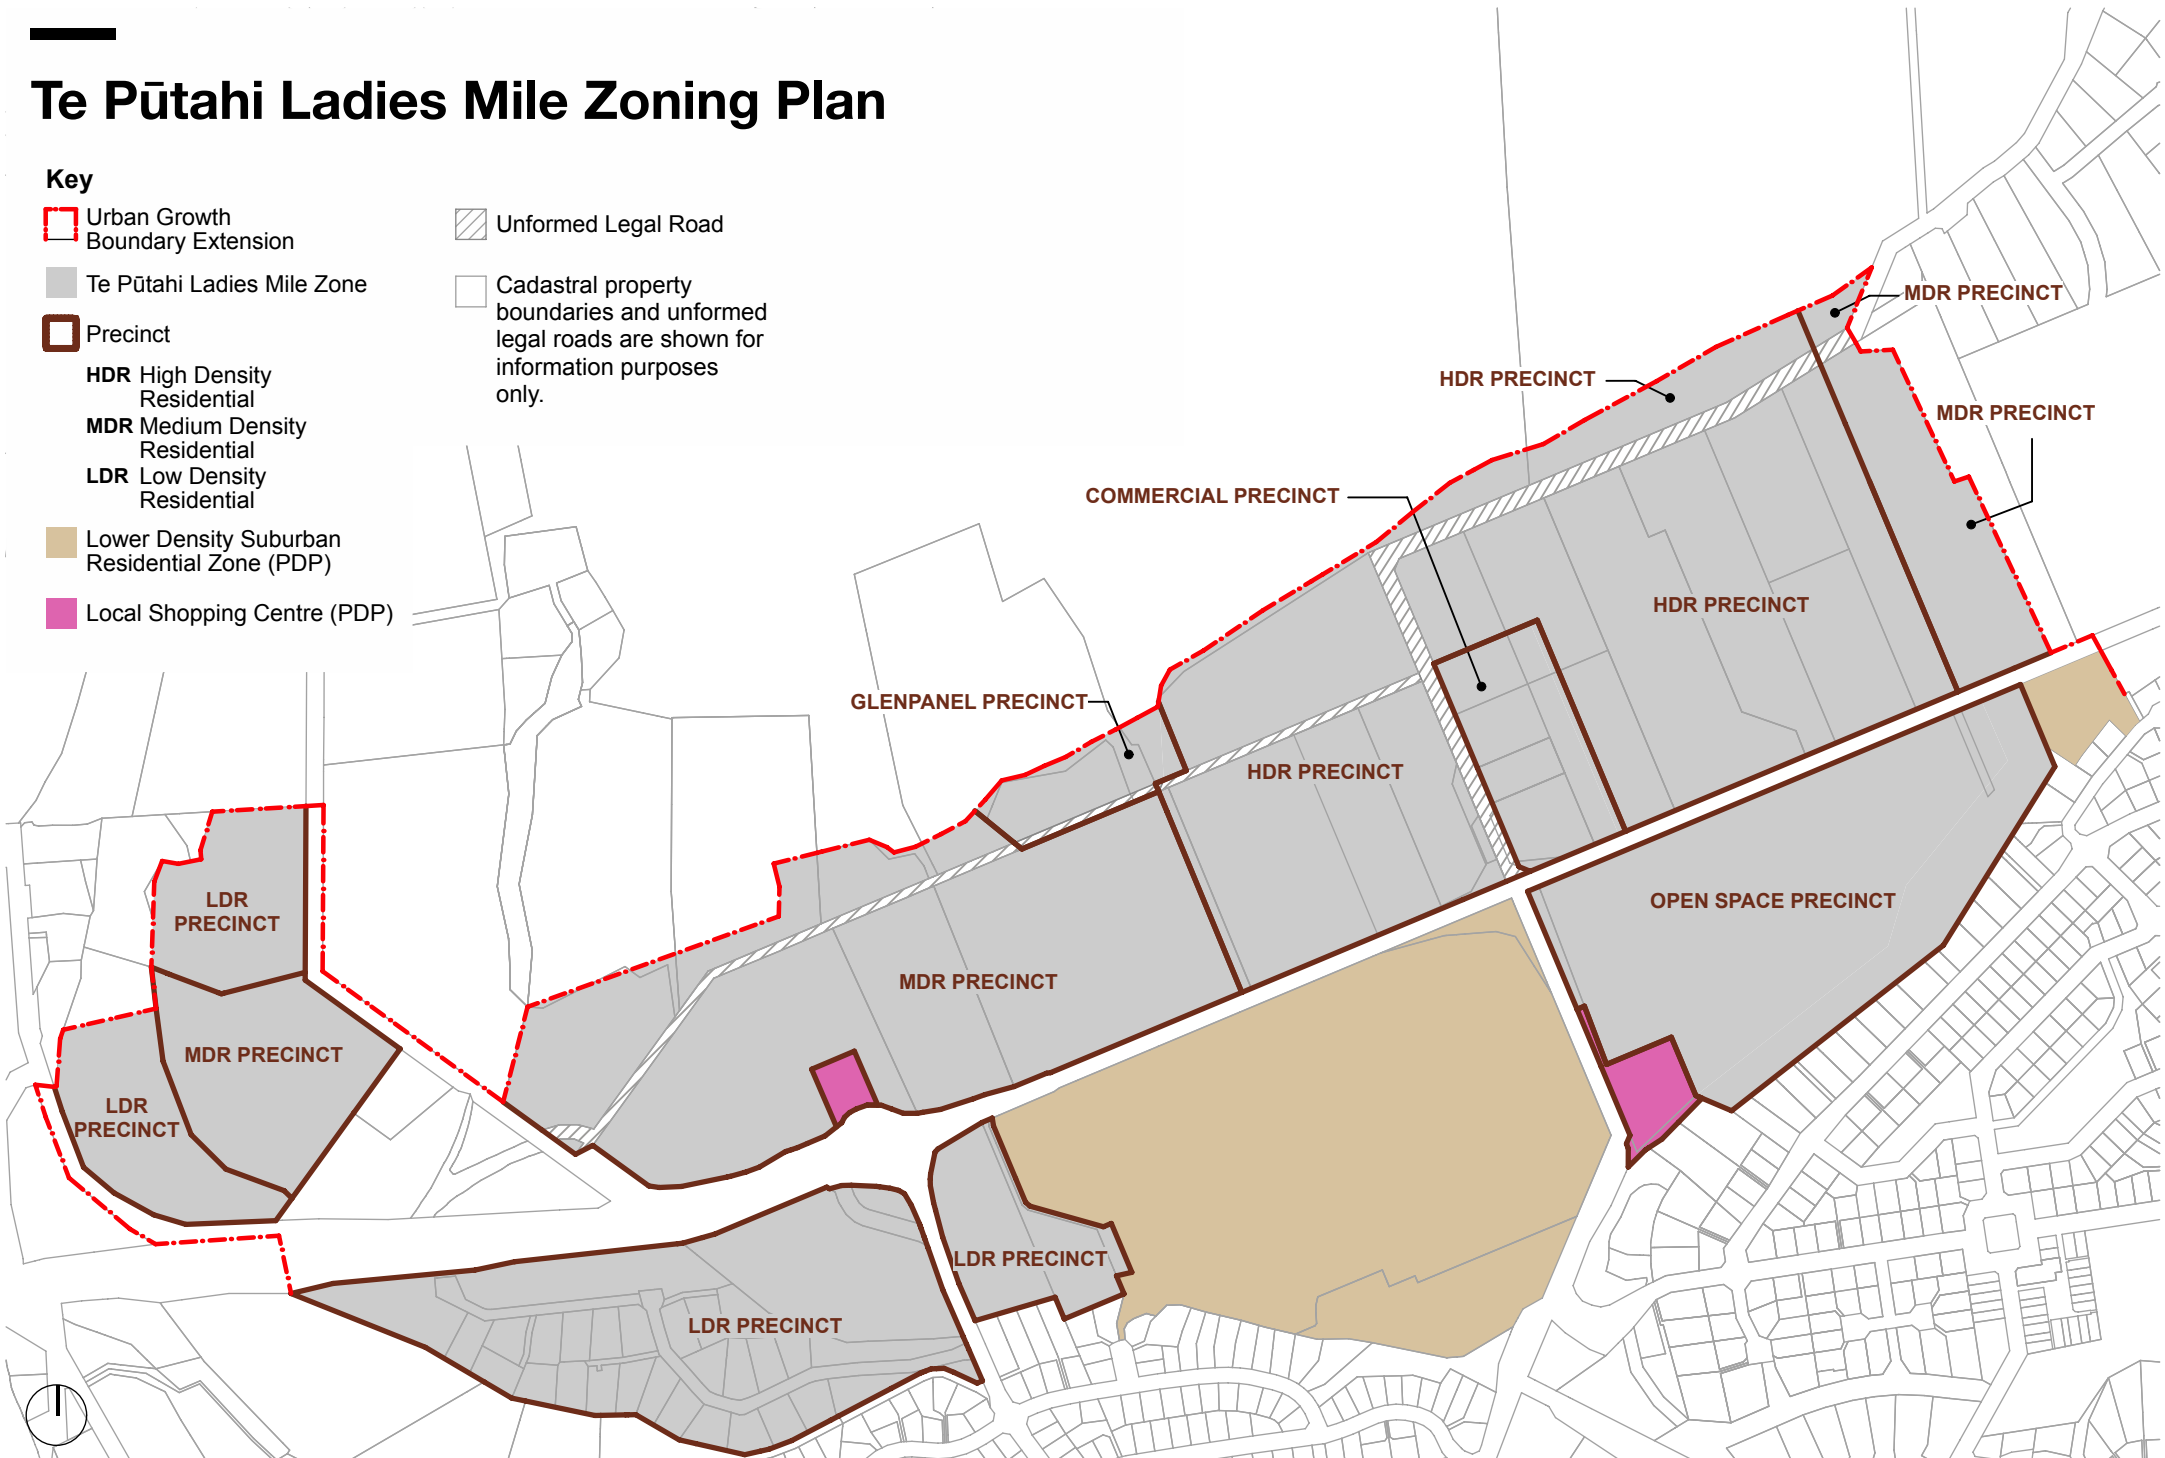 Te Pūtahi Ladies Mile Zoning Plan
Key
Urban Growth
Boundary Extension
Te Pūtahi Ladies Mile Zone
Precinct
HDR High Density
Residential
MDR Medium Density
Residential
LDR Low Density
Residential
Lower Density Suburban
Residential Zone (PDP)
Local Shopping Centre (PDP)
Unformed Legal Road
Cadastral property
boundaries and unformed
legal roads are shown for
information purposes
only.
MDR PRECINCT
HDR PRECINCT
MDR PRECINCT
COMMERCIAL PRECINCT
HDR PRECINCT
GLENPANEL PRECINCT
HDR PRECINCT
LDR
PRECINCT
OPEN SPACE PRECINCT
MDR PRECINCT
MDR PRECINCT
LDR
PRECINCT
LDR PRECINCT
LDR PRECINCT